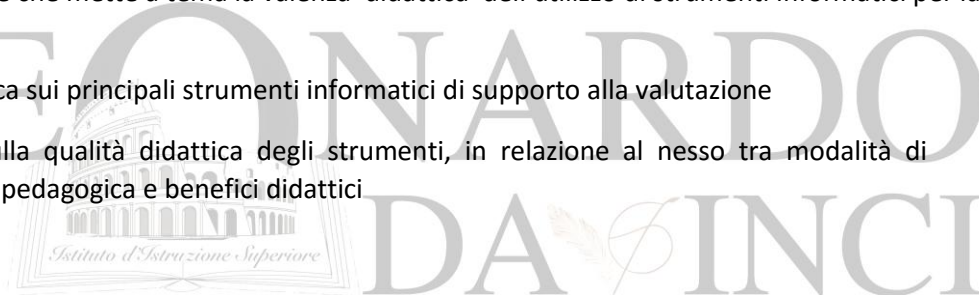 e che mette a tema la valenza didattica dell'utilizzo di strumenti informatici per la
ca sui principali strumenti informatici di supporto alla valutazione
alla qualità didattica degli strumenti, in relazione al nesso tra modalità di
pedagogica e benefici didattici
EONARDO
DA VINCI
Istituto d'Istruzione Superiore